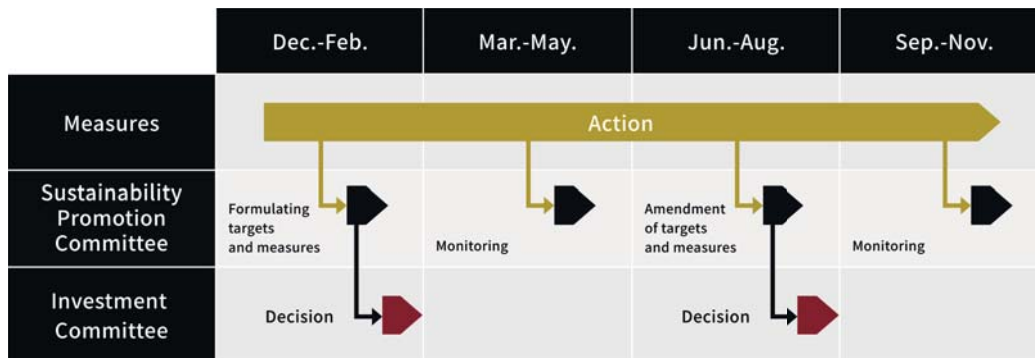 Dec.-Feb.
Mar.-May.
Jun.-Aug.
Sep.-Nov.
Measures
Action
Sustainability
Promotion
Committee
Formulating
targets
and measures
Monitoring
Amendment
of targets
and measures
Monitoring
Investment
Committee
Decision
Decision